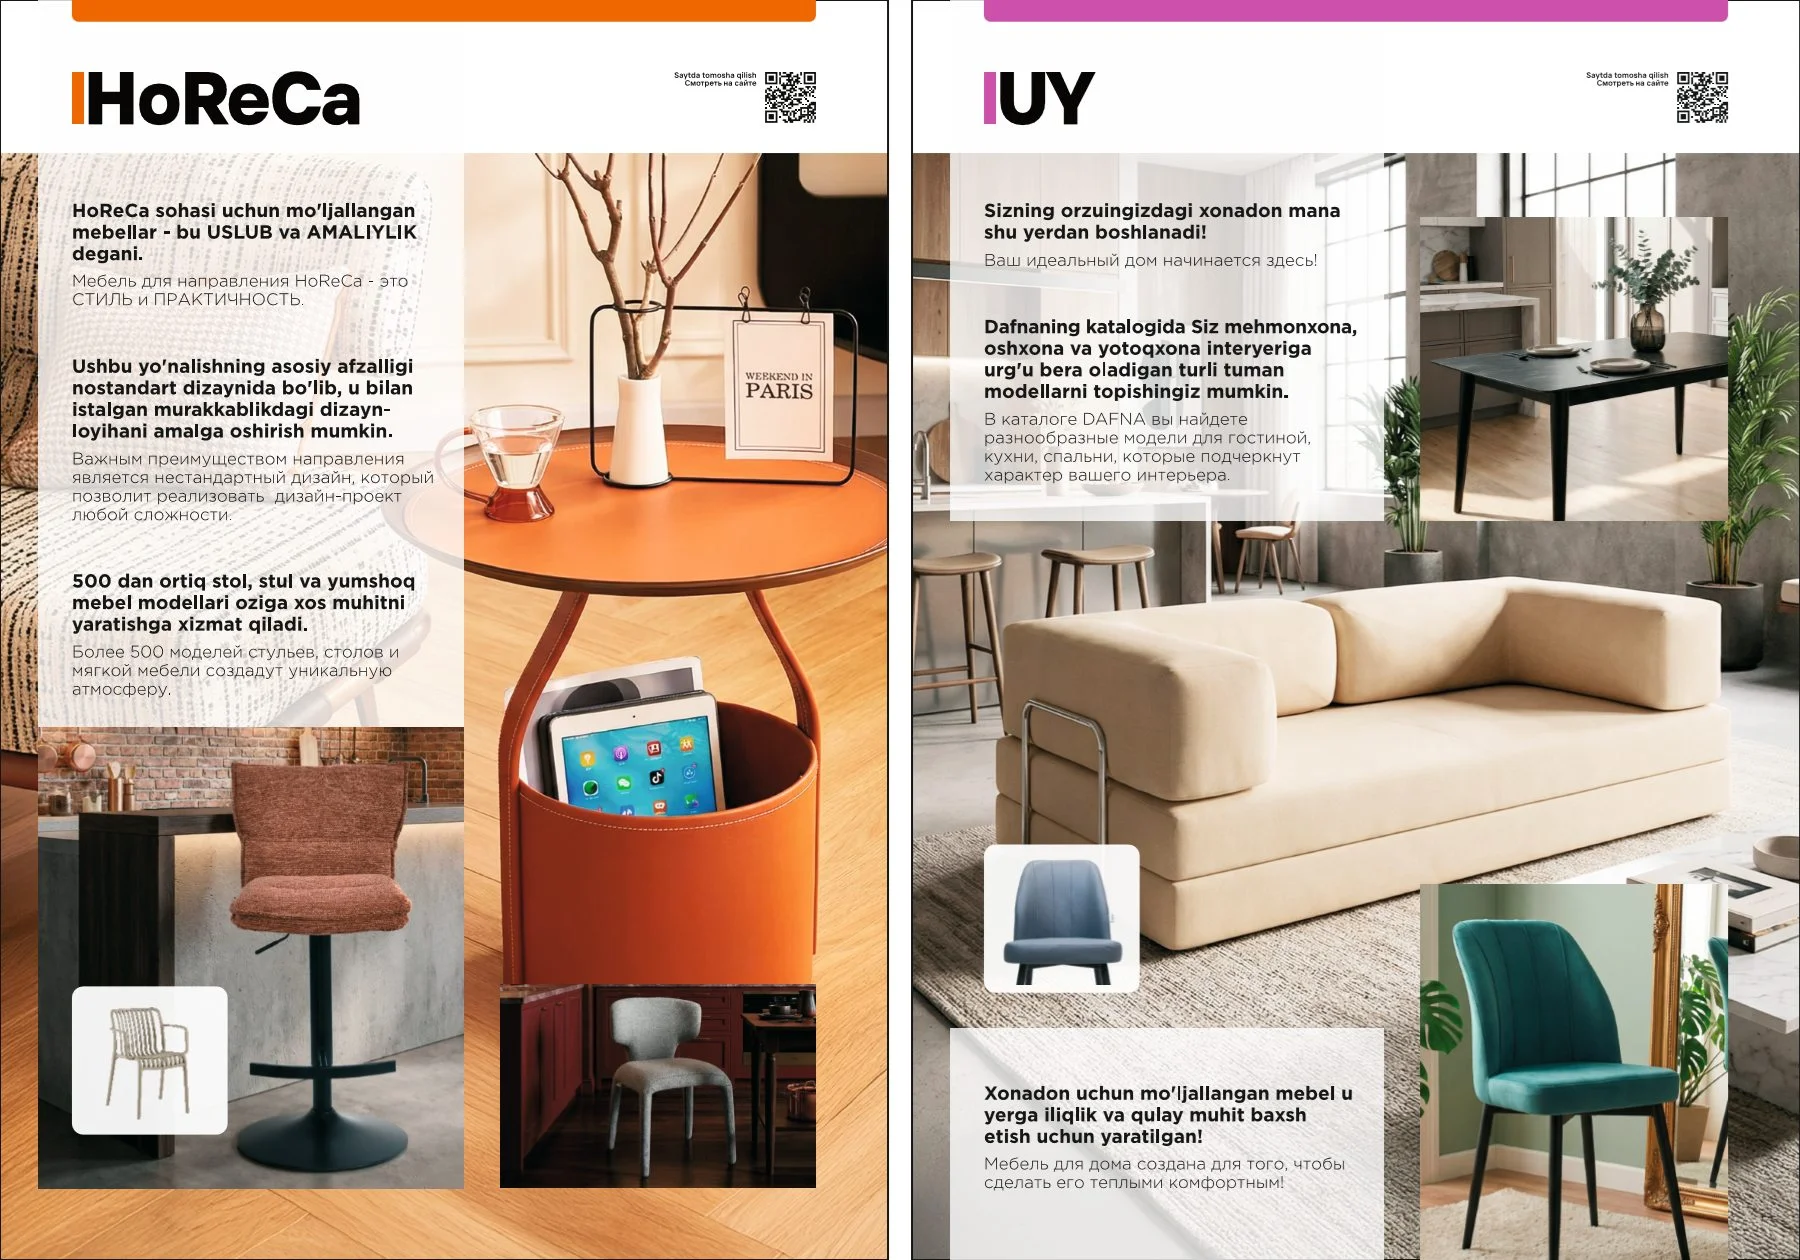 HoReCa
Saytda tomosha qilish
Смотреть на сайте
HoReCa sohasi uchun mo'ljallangan
mebellar - bu USLUB va AMALIYLIK
degani.
Мебель для направления HoReCa - это
СТИЛЬ и ПРАКТИЧНОСТЬ.
Ushbu yo'nalishning asosiy afzalligi
nostandart dizaynida bo'lib, u bilan
istalgan murakkablikdagi dizayn-
loyihani amalga oshirish mumkin.
Важным преимуществом направления
является нестандартный дизайн, который
позволит реализовать дизайн-проект
любой сложности.
500 dan ortiq stol, stul va yumshoq
mebel modellari oziga xos muhitni
yaratishga xizmat qiladi.
Более 500 моделей стульев, столов и
мягкой мебели создадут уникальную
атмосферу.
WEEKEND IN
PARIS
UY
Saytda tomosha qilish
Смотреть на сайте
Sizning orzuingizdagi xonadon mana
shu yerdan boshlanadi!
Ваш идеальный дом начинается здесь!
Dafnaning katalogida Siz mehmonxona,
oshxona va yotoqxona interyeriga
urg'u bera oladigan turli tuman
modellarni topishingiz mumkin.
В каталоге DAFNA вы найдете
разнообразные модели для гостиной,
кухни, спальни, которые подчеркнут
характер вашего интерьера.
Xonadon uchun mo'ljallangan mebel u
yerga iliqlik va qulay muhit baxsh
etish uchun yaratilgan!
Мебель для дома создана для того, чтобы
сделать его теплыми комфортным!